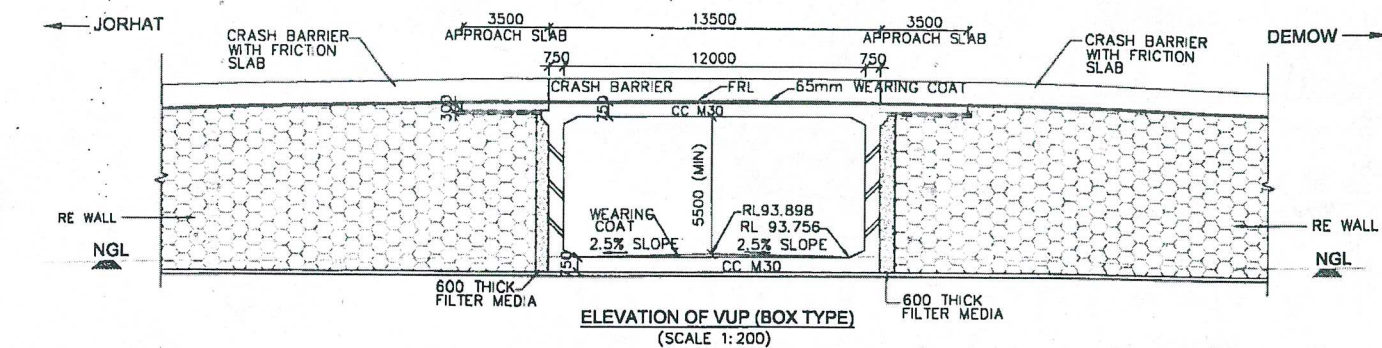 JORHAT
3500
13500
3500
APPROACH SLAB
APPROACH SLAB
DEMOW
CRASH BARRIER
WITH FRICTION
SLAB
CRASH BARRIER
WITH FRICTION
SLAB
750
12000
750
CRASH BARRIER
FRL
65mm WEARING COAT
300
750
CC M30
5500 (MIN)
RE WALL
WEARING
COAT
2.5% SLOPE
RL93.898
RL 93.756
2.5% SLOPE
RE WALL
NGL
NGL
750
CC M30
600 THICK
FILTER MEDIA
600 THICK
FILTER MEDIA
ELEVATION OF VUP (BOX TYPE)
(SCALE 1:200)